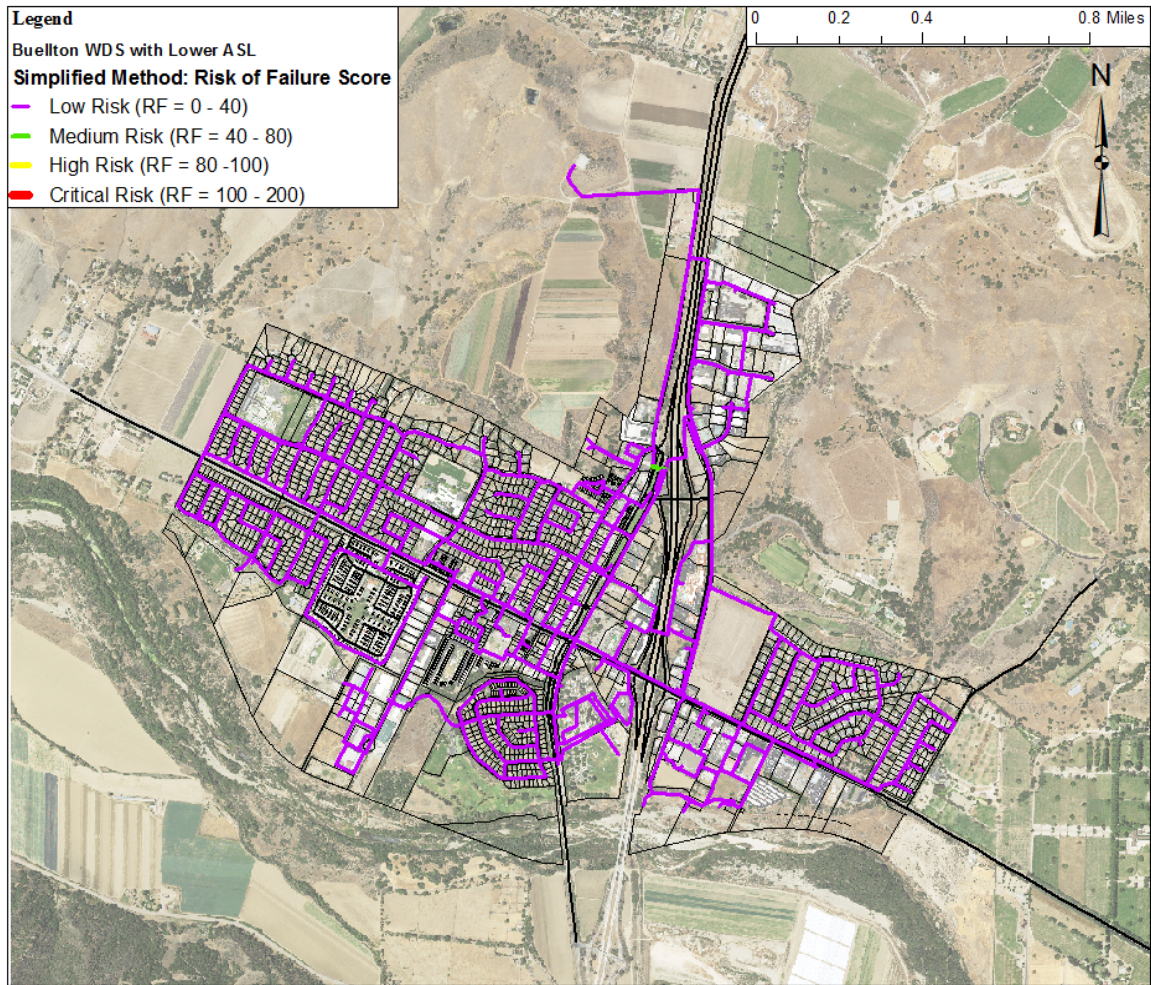 Legend
Buellton WDS with Lower ASL
Simplified Method: Risk of Failure Score
Low Risk (RF = 0 - 40)
Medium Risk (RF = 40 - 80)
High Risk (RF = 80 -100)
Critical Risk (RF = 100 - 200)
0 0.2 0.4 0.8 Miles
N